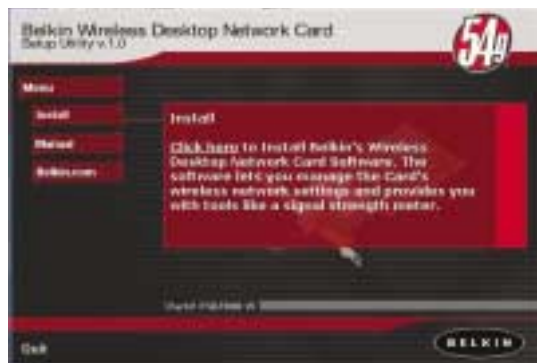 Belkin Wireless Desktop Network Card
Setup Utility v.1.0
54g
Menu
Install
Manual
Belkin.com
Install
Click here to Install Belkin's Wireless
Desktop Network Card Software. The
software lets you manage the Card's
wireless network settings and provides you
with tools like a signal strength meter.
Quit
BELKIN